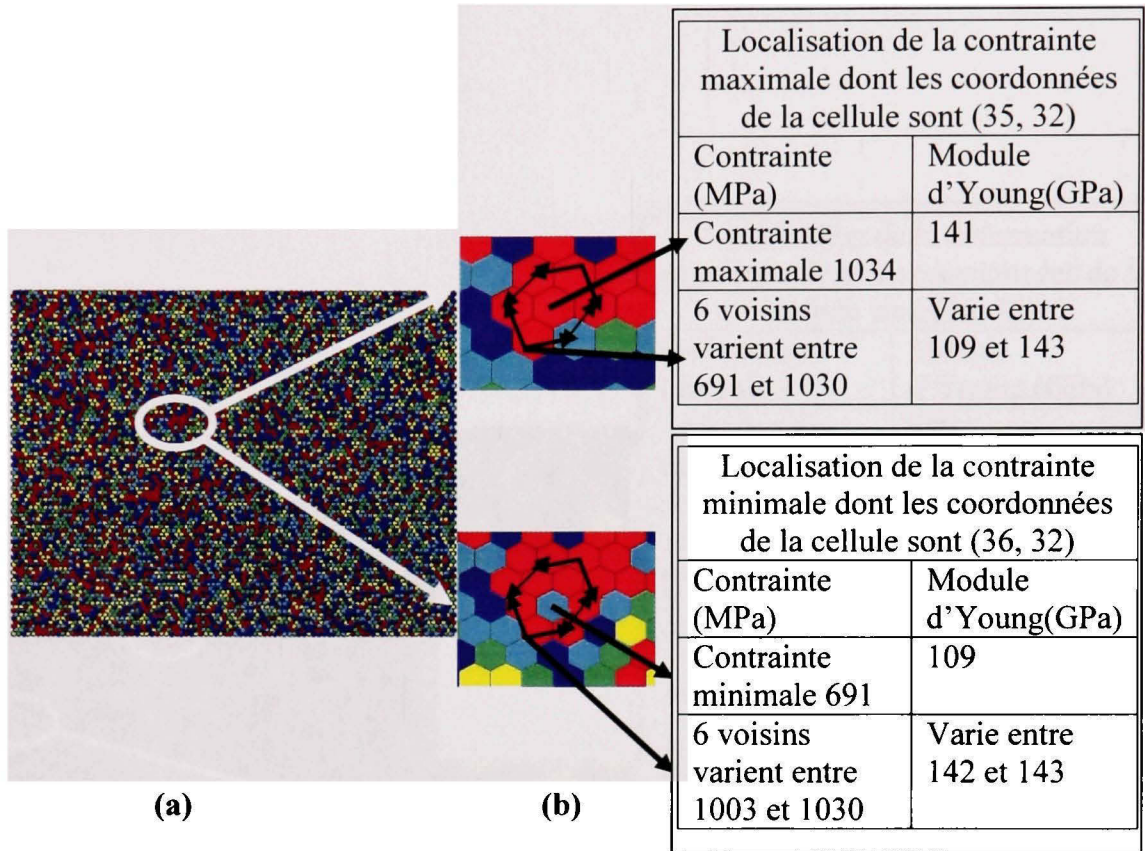 Localisation de la contrainte
maximale dont les coordonnées
de la cellule sont (35, 32)
Contrainte
(MPa)
Module
d'Young(GPa)
Contrainte
maximale 1034
141
6 voisins
varient entre
691 et 1030
Varie entre
109 et 143
Localisation de la contrainte
minimale dont les coordonnées
de la cellule sont (36, 32)
Contrainte
(MPa)
Module
d'Young(GPa)
Contrainte
minimale 691
109
6 voisins
varient entre
1003 et 1030
Varie entre
142 et 143
(a)
(b)